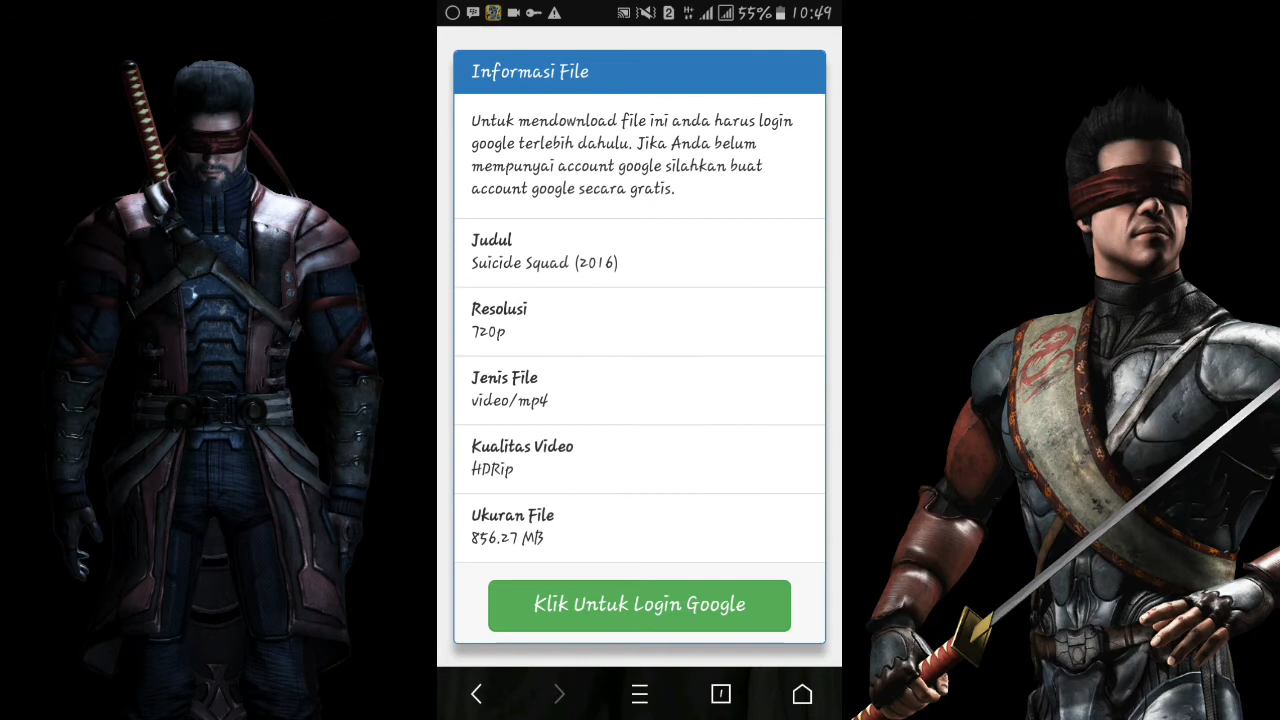 55% 10:49
Informasi File
Untuk mendownload file ini anda harus login
google terlebih dahulu. Jika Anda belum
mempunyai account google silahkan buat
account google secara gratis.
Judul
Suicide Squad (2016)
Resolusi
720p
Jenis File
video/mp4
Kualitas Video
HDRip
Ukuran File
856.27 MB
Klik Untuk Login Google